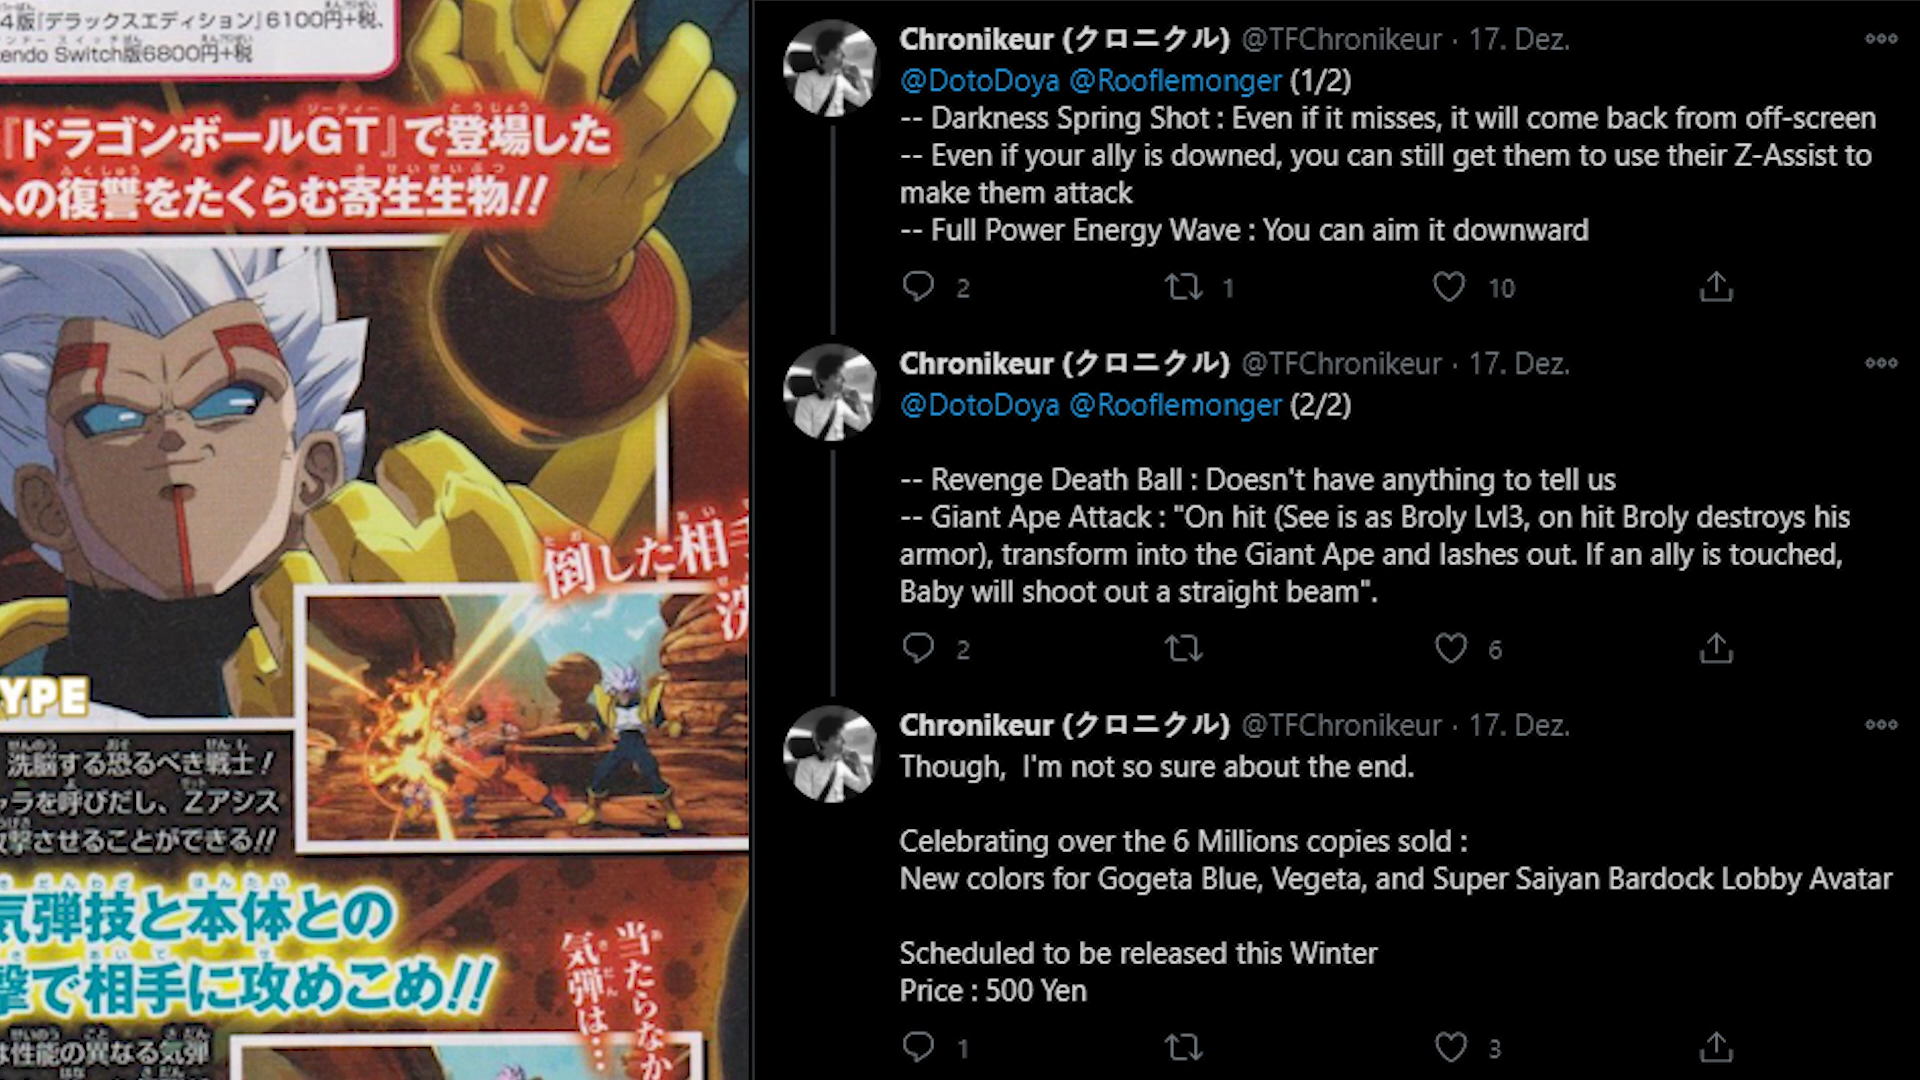 4版『デラックスエディション』6100円+税、
endo Switch版6800円+税
『ドラゴンボールGT』で登場した
への復讐をたくらむ寄生生物!!
倒した相手
洗
YPE
洗脳する恐るべき戦士!
ャラを呼びだし、Zアシス
攻撃させることができる!!
気弾技と本体との
撃で相手に攻めこめ!!
当たらなか
気弾は…
は性能の異なる気弾
Chronikeur (クロニクル) @TFChronikeur · 17. Dez.
@DotoDoya @Rooflemonger (1/2)
-- Darkness Spring Shot : Even if it misses, it will come back from off-screen
-- Even if your ally is downed, you can still get them to use their Z-Assist to
make them attack
-- Full Power Energy Wave : You can aim it downward
2 1 10
Chronikeur (クロニクル) @TFChronikeur · 17. Dez.
@DotoDoya @Rooflemonger (2/2)
-- Revenge Death Ball : Doesn't have anything to tell us
-- Giant Ape Attack : "On hit (See is as Broly Lvl3, on hit Broly destroys his
armor), transform into the Giant Ape and lashes out. If an ally is touched,
Baby will shoot out a straight beam".
2 6
Chronikeur (クロニクル) @TFChronikeur · 17. Dez.
Though, I'm not so sure about the end.
Celebrating over the 6 Millions copies sold :
New colors for Gogeta Blue, Vegeta, and Super Saiyan Bardock Lobby Avatar
Scheduled to be released this Winter
Price : 500 Yen
1 3